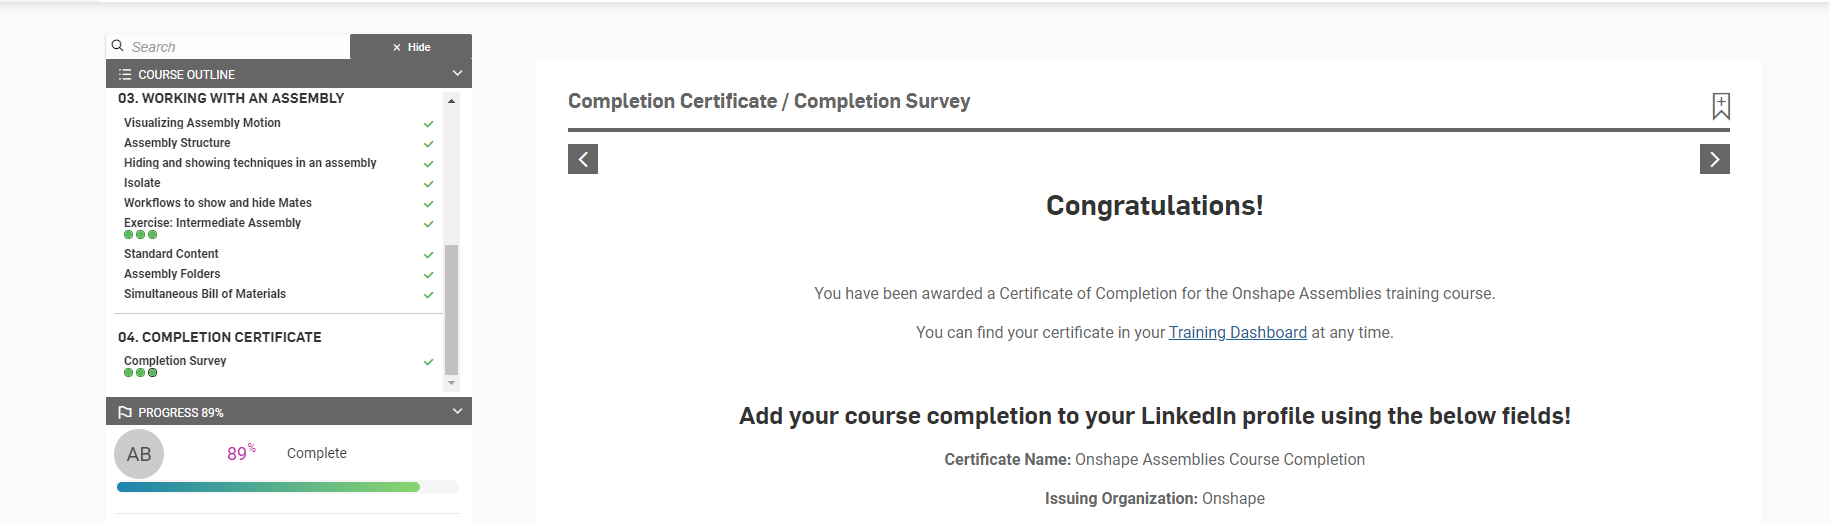 Search
× Hide
COURSE OUTLINE
03. WORKING WITH AN ASSEMBLY
Visualizing Assembly Motion
Assembly Structure
Hiding and showing techniques in an assembly
Isolate
Workflows to show and hide Mates
Exercise: Intermediate Assembly
Standard Content
Assembly Folders
Simultaneous Bill of Materials
04. COMPLETION CERTIFICATE
Completion Survey
PROGRESS 89%
AB
89% Complete
Completion Certificate / Completion Survey
Congratulations!
You have been awarded a Certificate of Completion for the Onshape Assemblies training course.
You can find your certificate in your Training Dashboard at any time.
Add your course completion to your LinkedIn profile using the below fields!
Certificate Name: Onshape Assemblies Course Completion
Issuing Organization: Onshape